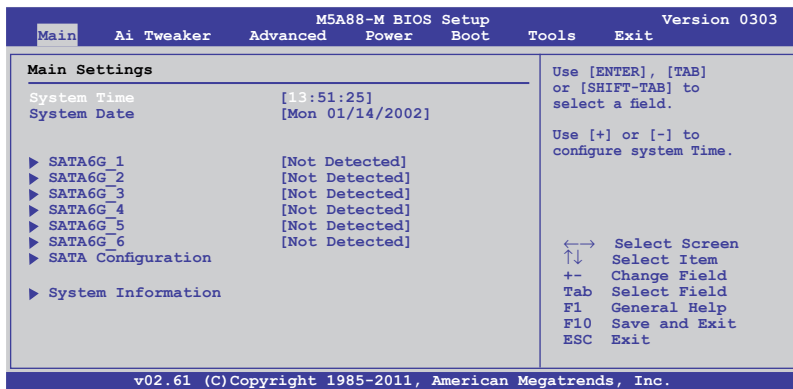 M5A88-M BIOS Setup Version 0303
Main Ai Tweaker Advanced Power Boot Tools Exit
Main Settings
System Time [13:51:25]
System Date [Mon 01/14/2002]
▶ SATA6G_1 [Not Detected]
▶ SATA6G_2 [Not Detected]
▶ SATA6G_3 [Not Detected]
▶ SATA6G_4 [Not Detected]
▶ SATA6G_5 [Not Detected]
▶ SATA6G_6 [Not Detected]
▶ SATA Configuration
▶ System Information
Use [ENTER], [TAB]
or [SHIFT-TAB] to
select a field.
Use [+] or [-] to
configure system Time.
←→ Select Screen
↑↓ Select Item
+- Change Field
Tab Select Field
F1 General Help
F10 Save and Exit
ESC Exit
v02.61 (C)Copyright 1985-2011, American Megatrends, Inc.